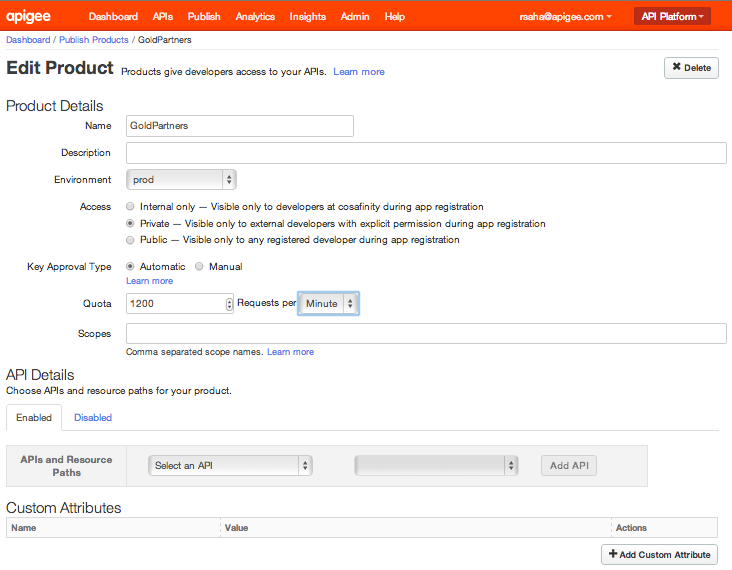 apigee Dashboard APIs Publish Analytics Insights Admin Help rsaha@apigee.com API Platform
Dashboard / Publish Products / GoldPartners
Edit Product Products give developers access to your APIs. Learn more Delete
Product Details
Name GoldPartners
Description
Environment prod
Access Internal only — Visible only to developers at cosafinity during app registration
Private — Visible only to external developers with explicit permission during app registration
Public — Visible only to any registered developer during app registration
Key Approval Type Automatic Manual
Learn more
Quota 1200 Requests per Minute
Scopes
Comma separated scope names. Learn more
API Details
Choose APIs and resource paths for your product.
Enabled Disabled
APIs and Resource
Paths
Select an API Add API
Custom Attributes
Name Value Actions
Add Custom Attribute